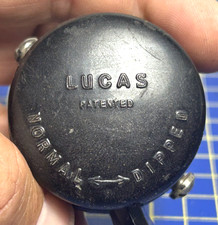 LUCAS
PATENTED
NORMAL ↔ DIPPED